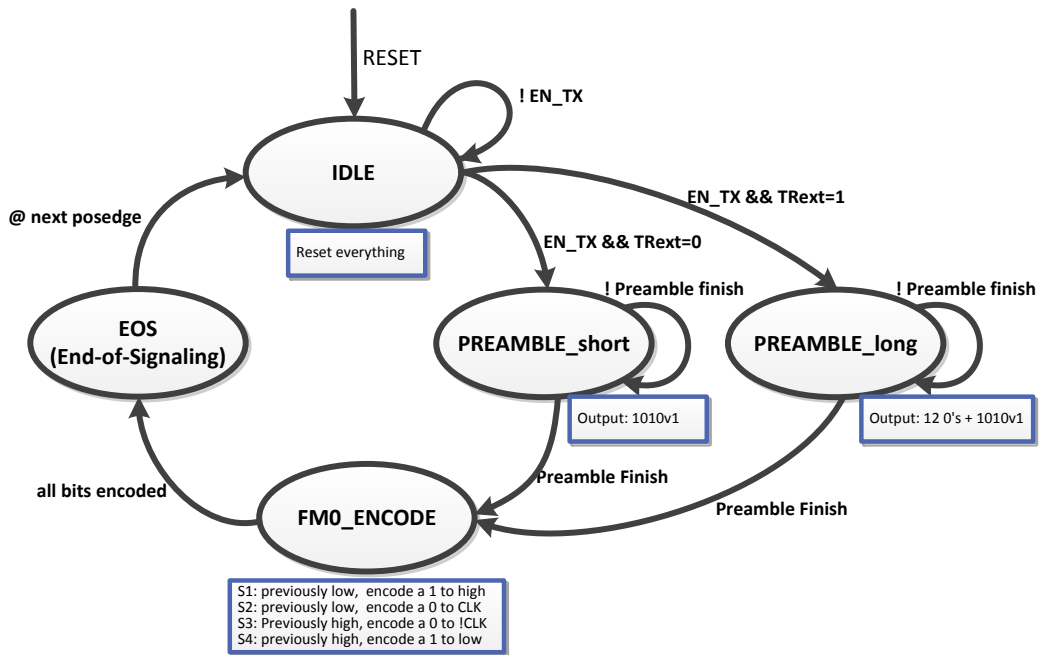 RESET
! EN_TX
IDLE
@ next posedge
EN_TX && TRext=1
EN_TX && TRext=0
Reset everything
! Preamble finish
! Preamble finish
EOS
(End-of-Signaling)
PREAMBLE_short
PREAMBLE_long
Output: 1010v1
Output: 12 0's + 1010v1
all bits encoded
Preamble Finish
Preamble Finish
FM0_ENCODE
S1: previously low, encode a 1 to high
S2: previously low, encode a 0 to CLK
S3: Previously high, encode a 0 to !CLK
S4: previously high, encode a 1 to low